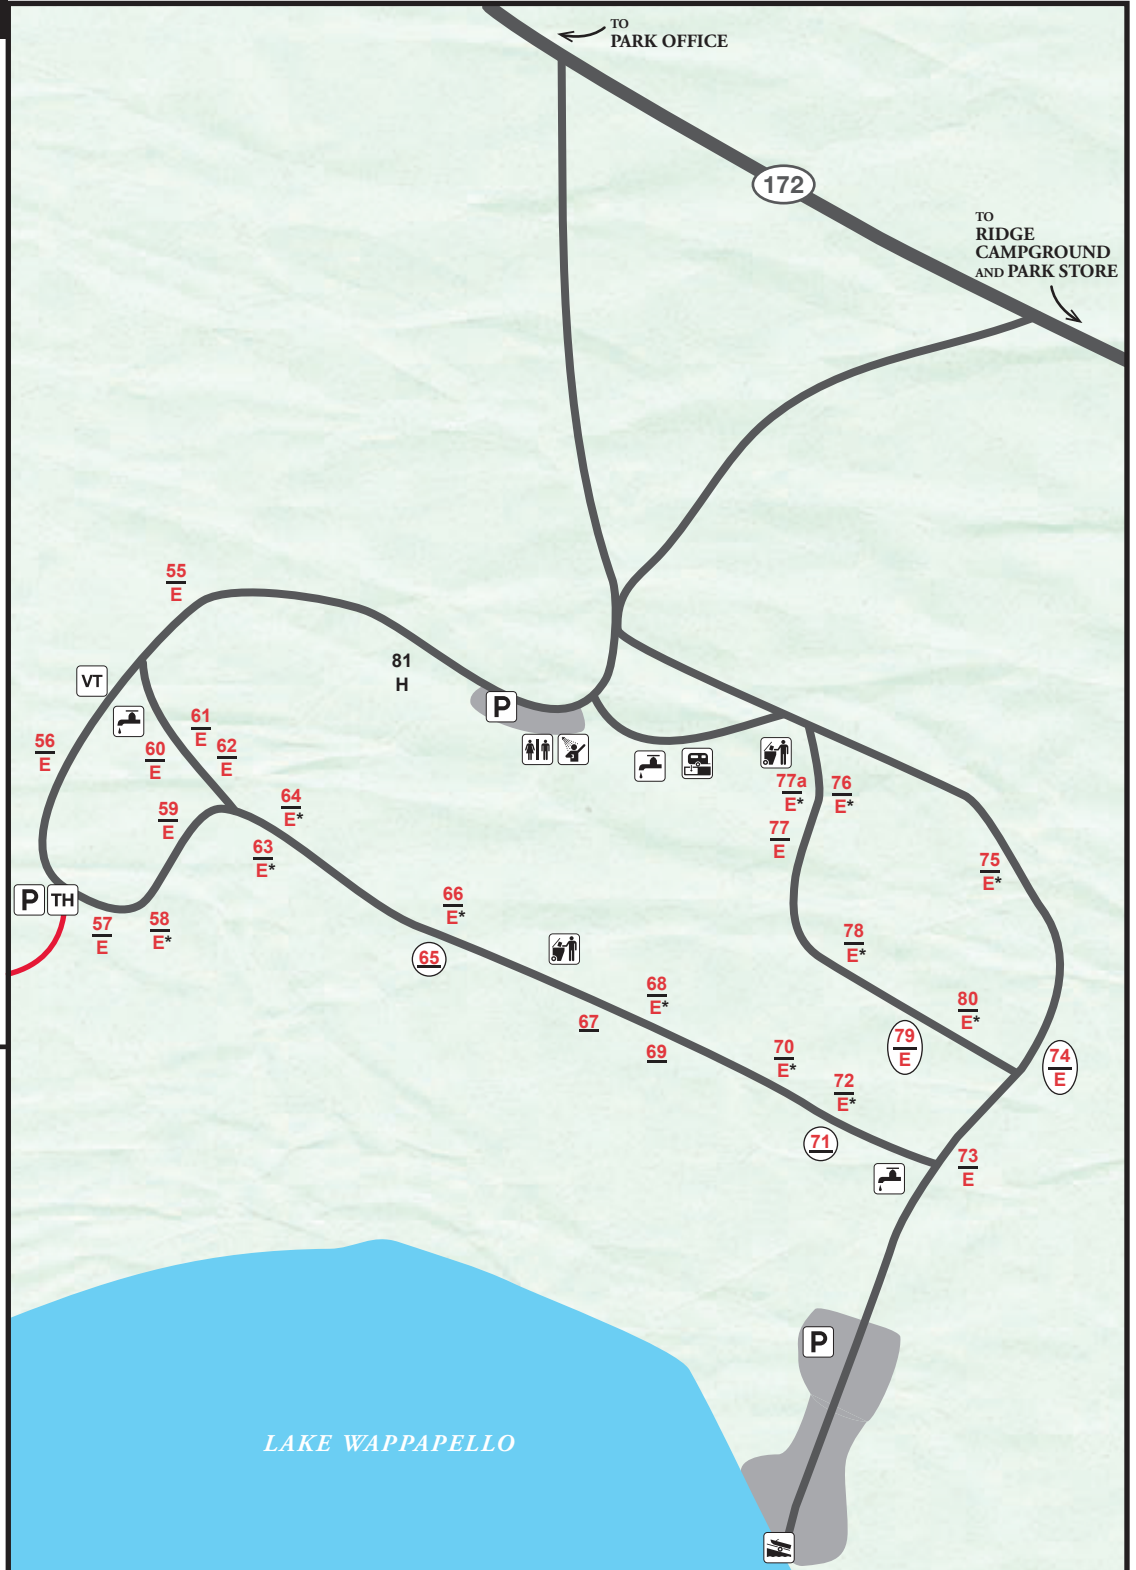 TO
PARK OFFICE
172
TO
RIDGE
CAMPGROUND
AND PARK STORE
55
E
81
H
VT
P
61
E
62
E
60
E
56
E
59
E
64
E*
63
E*
77a
E*
76
E*
77
E
75
E*
P
TH
57
E
58
E*
66
E*
65
78
E*
68
E*
67
69
80
E*
79
E
70
E*
74
E
72
E*
71
73
E
P
LAKE WAPPAPELLO